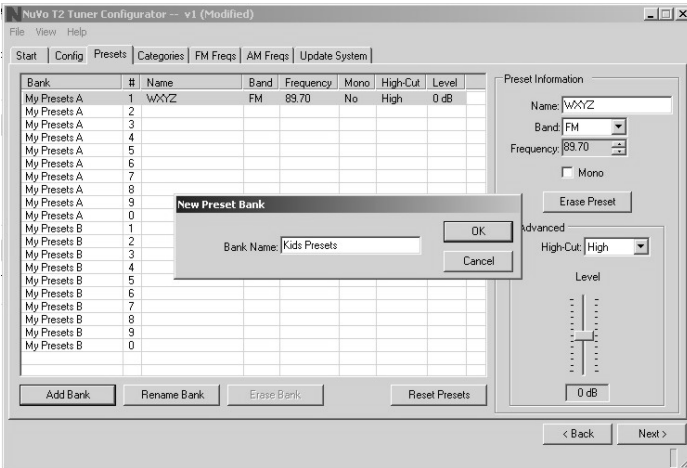 NuVo T2 Tuner Configurator -- v1 (Modified)
File View Help
Start Config Presets Categories FM Freqs AM Freqs Update System
Bank # Name Band Frequency Mono High-Cut Level
My Presets A 1 WXYZ FM 89.70 No High 0 dB
My Presets A 2
My Presets A 3
My Presets A 4
My Presets A 5
My Presets A 6
My Presets A 7
My Presets A 8
My Presets A 9
My Presets A 0
My Presets B 1
My Presets B 2
My Presets B 3
My Presets B 4
My Presets B 5
My Presets B 6
My Presets B 7
My Presets B 8
My Presets B 9
My Presets B 0
New Preset Bank
Bank Name: Kids Presets
OK
Cancel
Preset Information
Name: WXYZ
Band: FM
Frequency: 89.70
Mono
Erase Preset
Advanced
High-Cut: High
Level
0 dB
Add Bank Rename Bank Erase Bank Reset Presets
< Back Next >